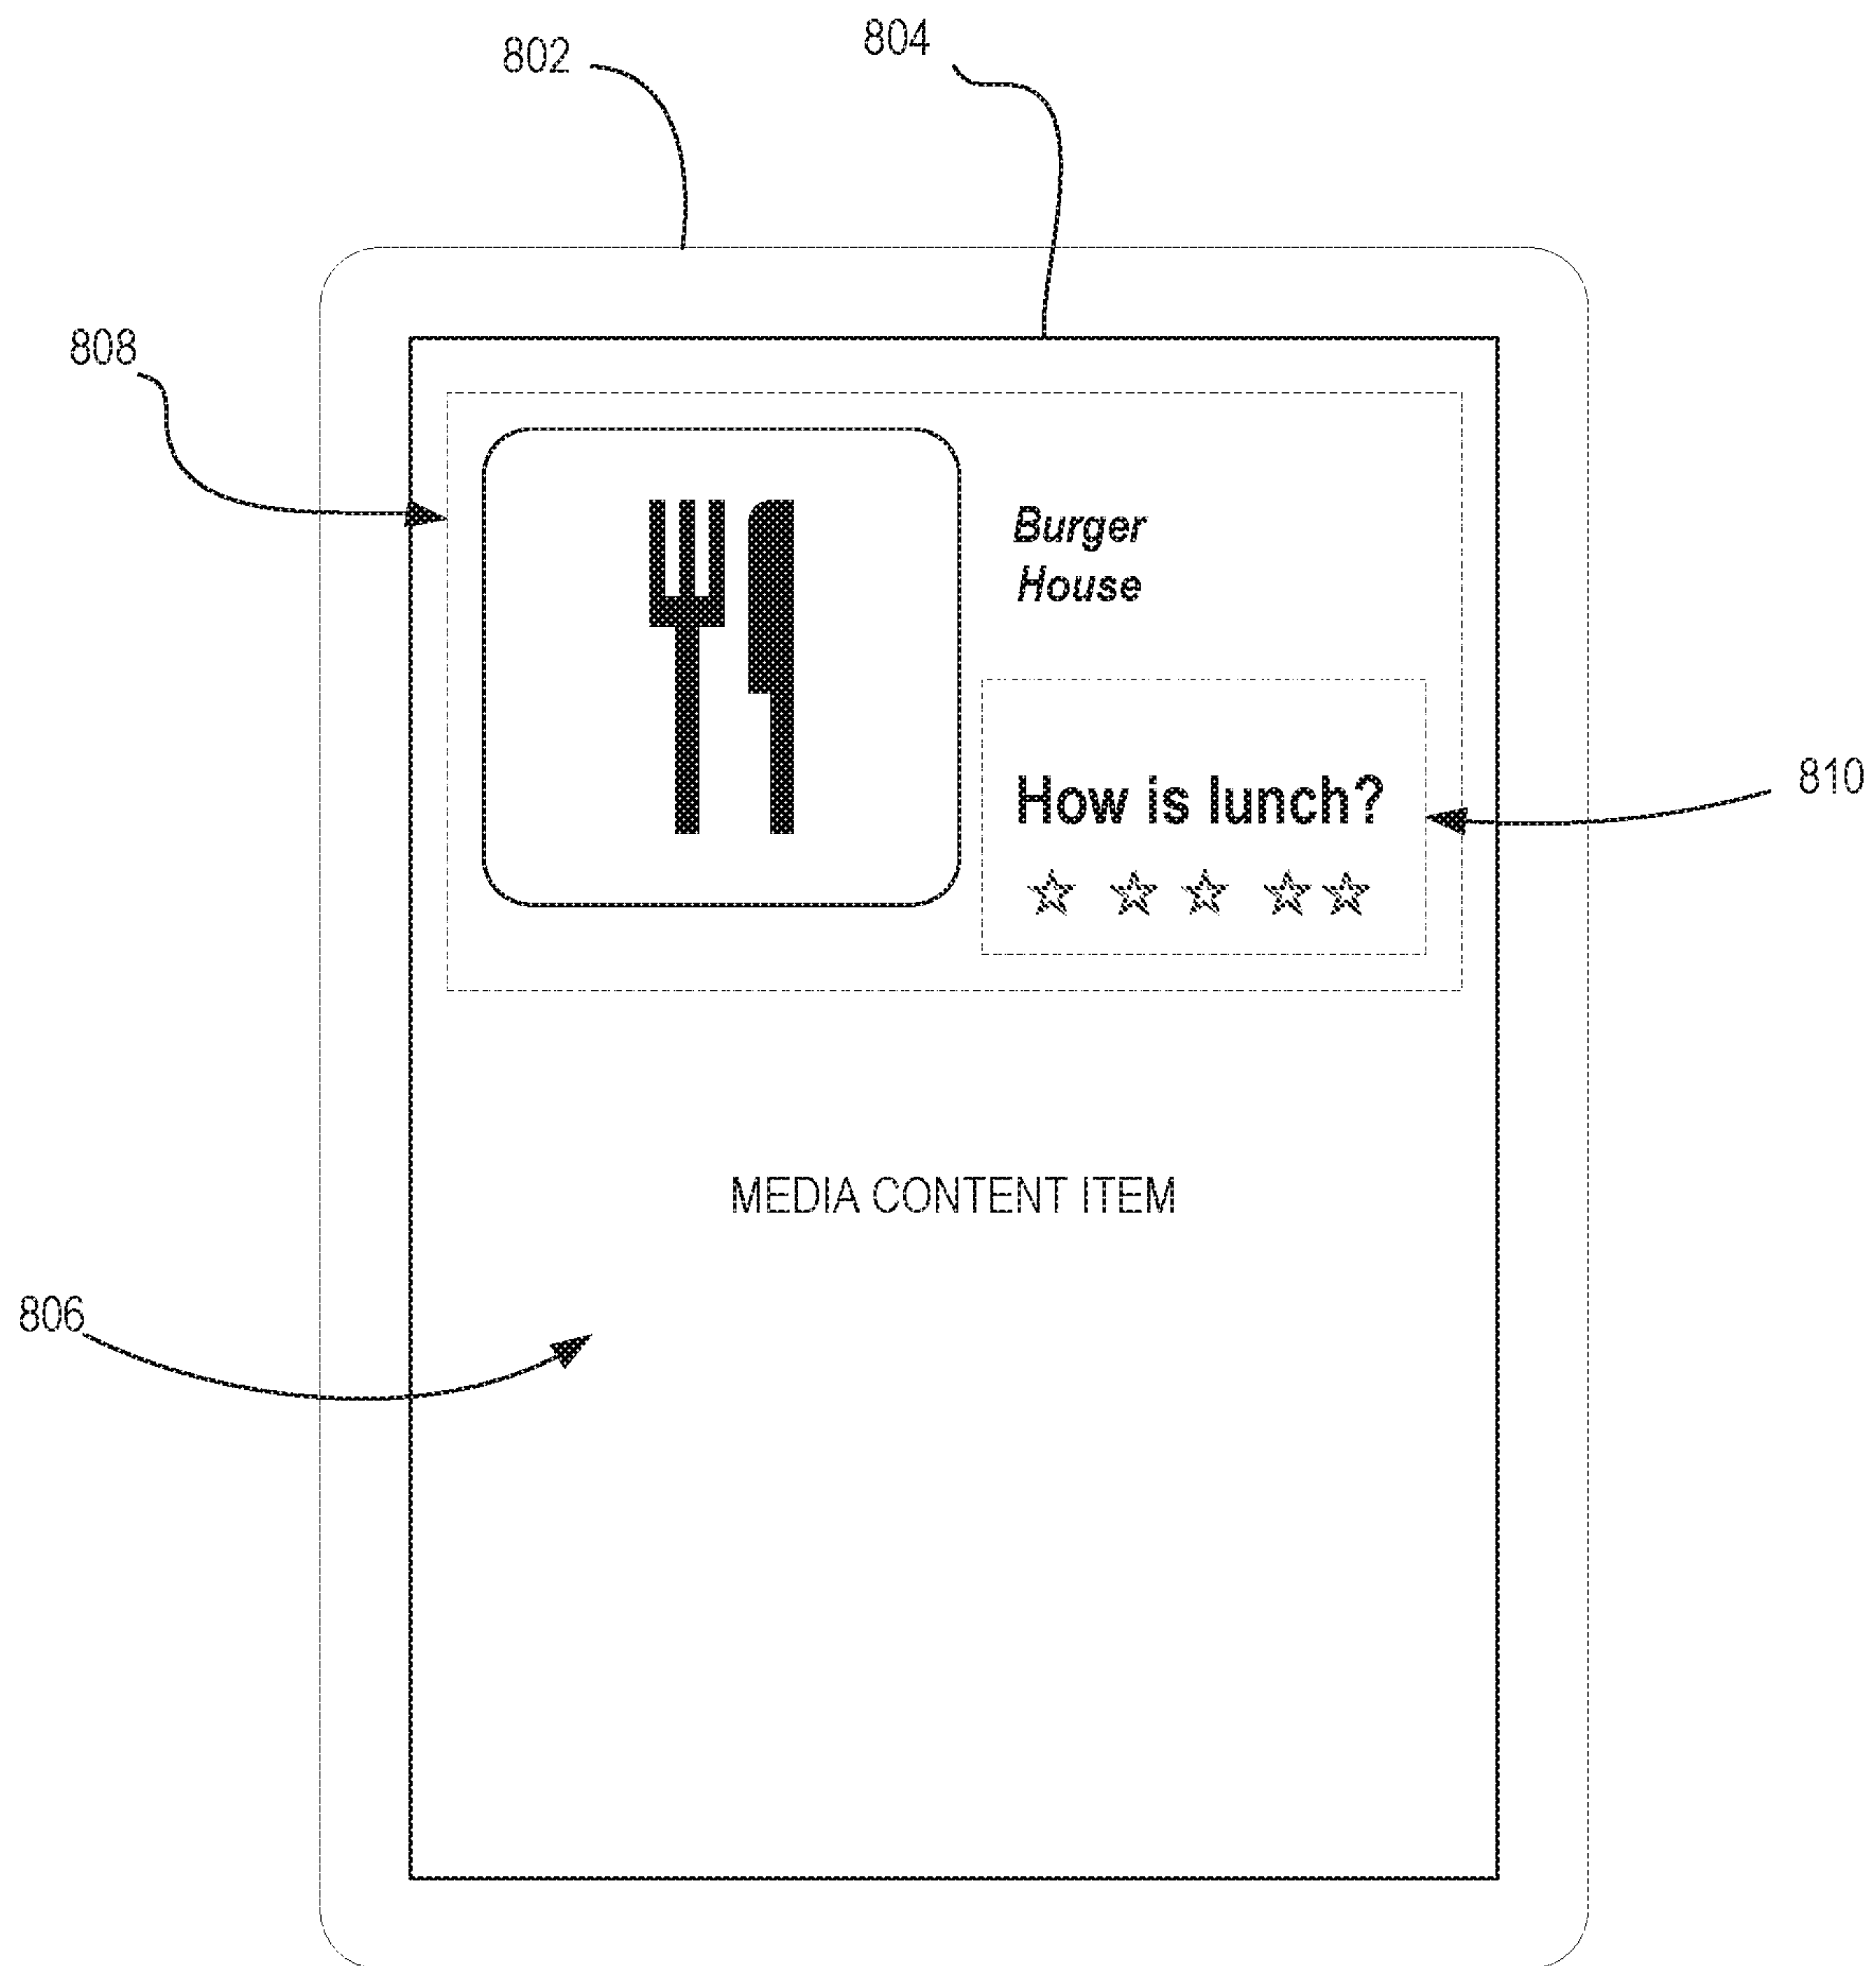 802
804
808
Burger
House
How is lunch?
810
MEDIA CONTENT ITEM
806